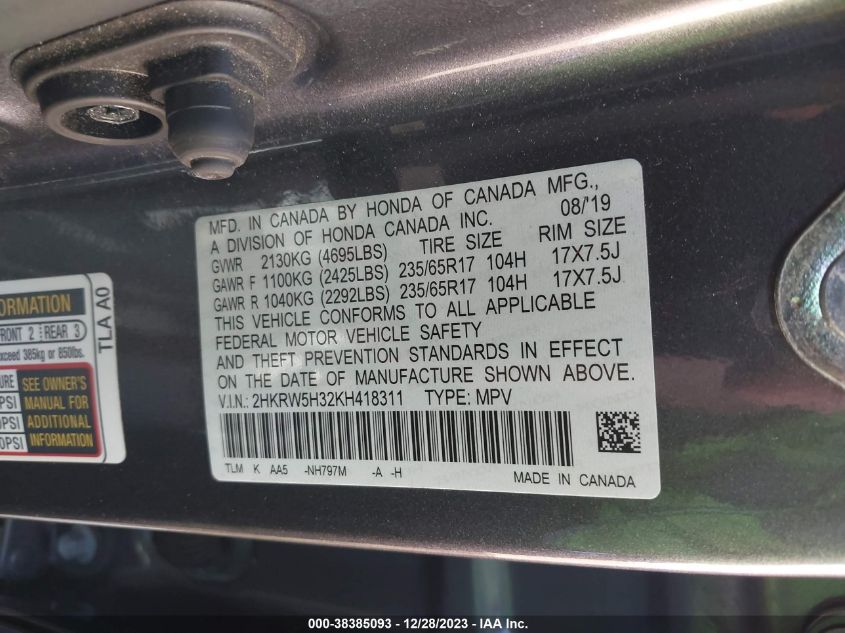 MFD. IN CANADA BY HONDA OF CANADA MFG.,
A DIVISION OF HONDA CANADA INC. 08/'19
GVWR 2130KG (4695LBS) TIRE SIZE RIM SIZE
GAWR F 1100KG (2425LBS) 235/65R17 104H 17X7.5J
GAWR R 1040KG (2292LBS) 235/65R17 104H 17X7.5J
THIS VEHICLE CONFORMS TO ALL APPLICABLE
FEDERAL MOTOR VEHICLE SAFETY
AND THEFT PREVENTION STANDARDS IN EFFECT
ON THE DATE OF MANUFACTURE SHOWN ABOVE.
V.I.N.: 2HKRW5H32KH418311 TYPE: MPV
TLM K AA5 -NH797M -A -H
MADE IN CANADA
TLA A0
FRONT 2 REAR 3
exceed 385kg or 850lbs.
SEE OWNER'S
MANUAL FOR
ADDITIONAL
INFORMATION
000-38385093 - 12/28/2023 - IAA Inc.